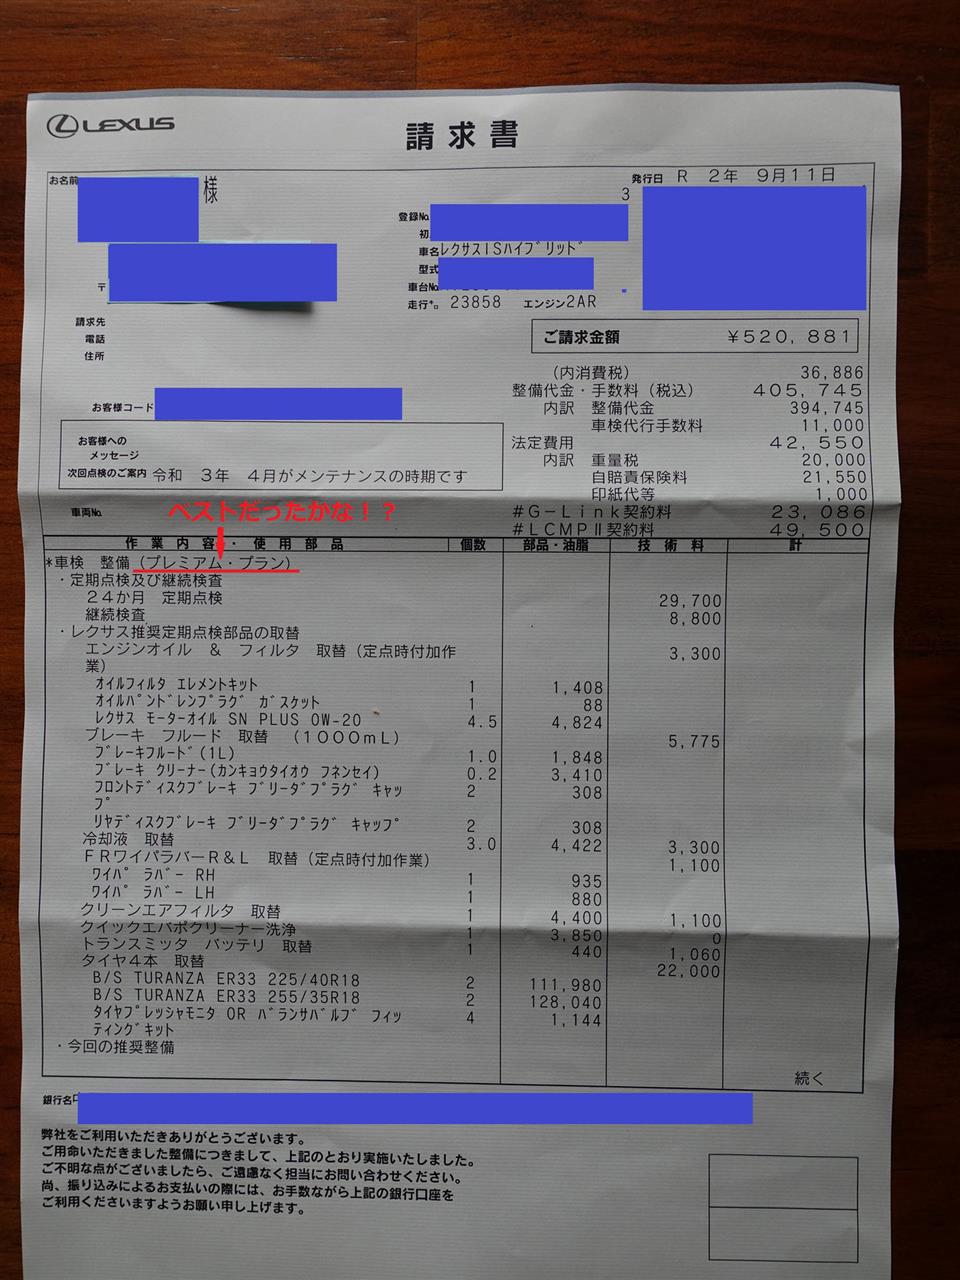 LEXUS
請求書
お名前 様
発行日 R 2年 9月11日
3
登録No.
初
車名 レクサスISハイブリッド
型式
〒
車台No.
走行㌔ 23858 エンジン2AR
請求先
電話
住所
ご請求金額 ¥520,881
(内消費税) 36,886
整備代金・手数料(税込) 405,745
内訳 整備代金 394,745
車検代行手数料 11,000
法定費用 42,550
内訳 重量税 20,000
自賠責保険料 21,550
印紙代等 1,000
#G-Link契約料 23,086
#LCMPⅡ契約料 49,500
お客様コード
お客様への
メッセージ
次回点検のご案内 令和 3年 4月がメンテナンスの時期です
車両No.
ベストだったかな!?
作業内容・使用部品 個数 部品・油脂 技術料 計
*車検 整備(プレミアム・プラン)
・定期点検及び継続検査
24か月 定期点検 29,700
継続検査 8,800
・レクサス推奨定期点検部品の取替
エンジンオイル & フィルタ 取替(定点時付加作 3,300
業)
オイルフィルタ エレメントキット 1 1,408
オイルパンドレンプラグ ガスケット 1 88
レクサス モーターオイル SN PLUS 0W-20 4.5 4,824
ブレーキ フルード 取替 (1000mL) 5,775
ブレーキフルード(1L) 1.0 1,848
ブレーキ クリーナー(カンキョウタイオウ フネンセイ) 0.2 3,410
フロントディスクブレーキ ブリーダプラグ キャッ 2 308
プ
リヤディスクブレーキ ブリーダプラグ キャップ 2 308
冷却液 取替 3.0 4,422 3,300
FRワイパラバーR&L 取替(定点時付加作業) 1,100
ワイパ ラバー RH 1 935
ワイパ ラバー LH 1 880
クリーンエアフィルタ 取替 1 4,400 1,100
クイックエバポクリーナー洗浄 1 3,850 0
トランスミッタ バッテリ 取替 1 440 1,060
タイヤ4本 取替 22,000
B/S TURANZA ER33 225/40R18 2 111,980
B/S TURANZA ER33 255/35R18 2 128,040
タイヤプレッシャモニタ OR バランサバルブ フィッ 4 1,144
ティングキット
・今回の推奨整備
続く
銀行名
弊社をご利用いただきありがとうございます。
ご用命いただきました整備につきまして、上記のとおり実施いたしました。
ご不明な点がございましたら、ご遠慮なく担当にお問い合わせください。
尚、振り込みによるお支払いの際には、お手数ながら上記の銀行口座を
ご利用くださいますようお願い申し上げます。